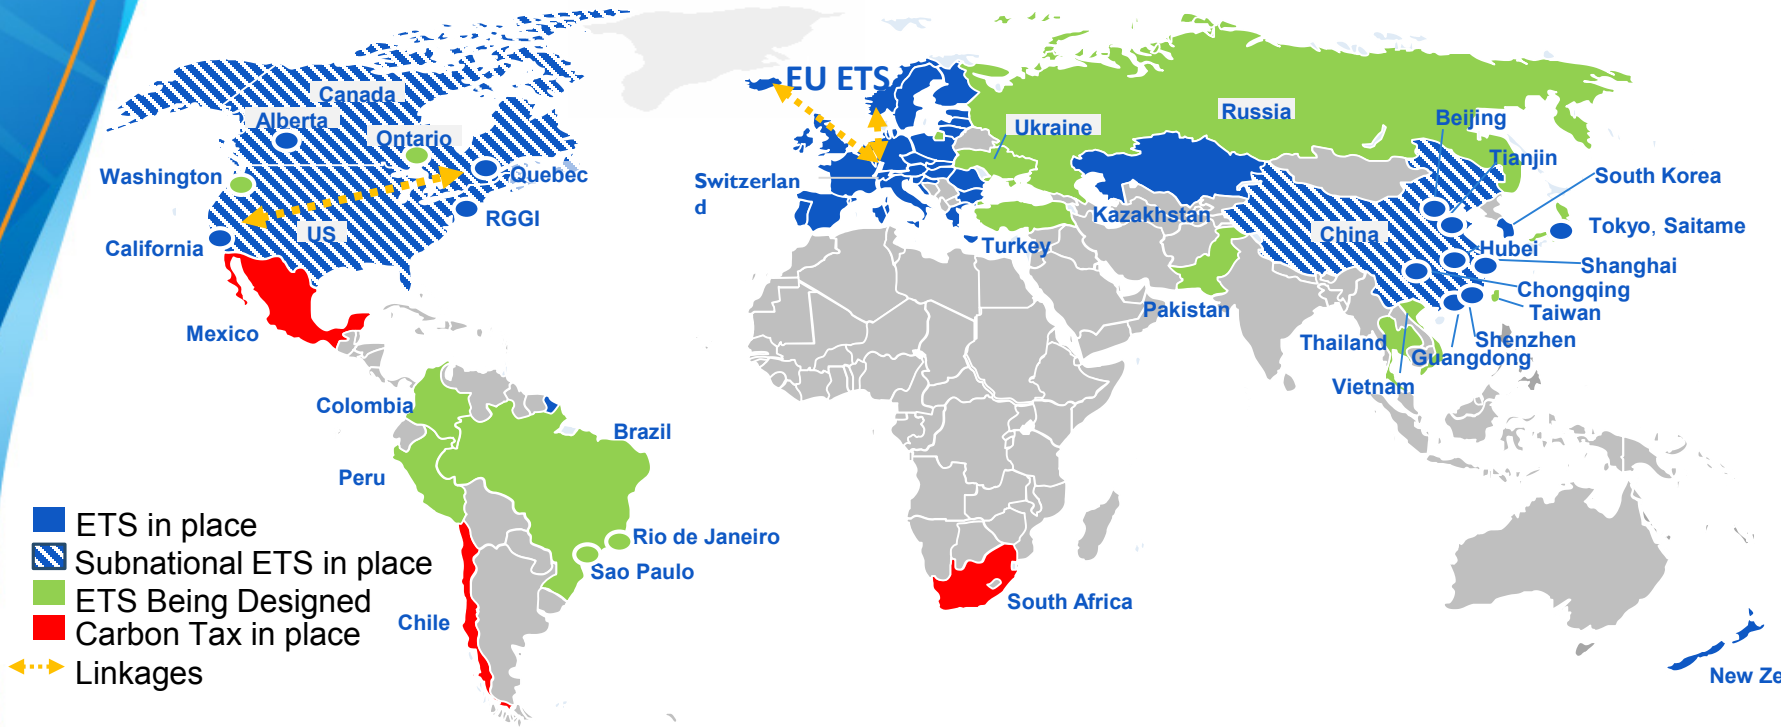 EU ETS
Canada
Alberta
Ontario
Washington
Quebec
RGGI
US
California
Mexico
Switzerlan
d
Ukraine
Russia
Beijing
Tianjin
South Korea
Kazakhstan
Turkey
China
Tokyo, Saitame
Hubei
Shanghai
Chongqing
Taiwan
Pakistan
Thailand
Shenzhen
Guangdong
Vietnam
Colombia
Brazil
Peru
Rio de Janeiro
Sao Paulo
Chile
South Africa
New Ze
ETS in place
Subnational ETS in place
ETS Being Designed
Carbon Tax in place
Linkages